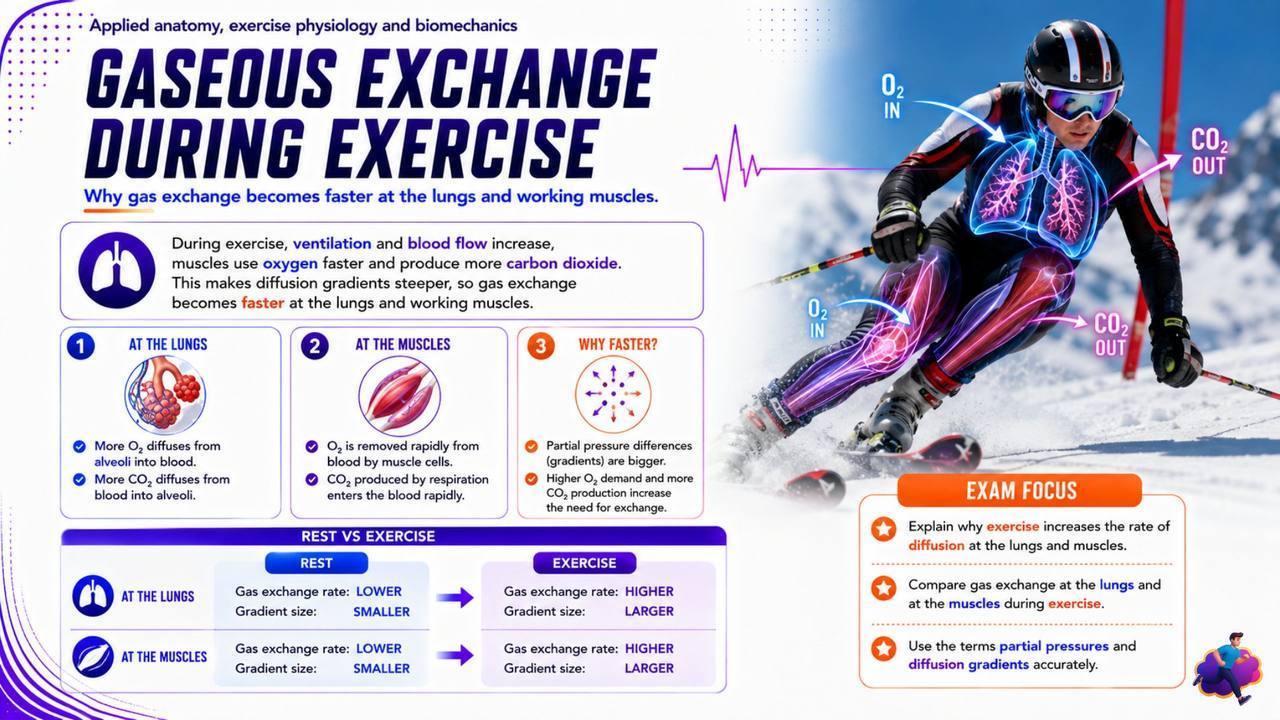 Applied anatomy, exercise physiology and biomechanics
GASEOUS EXCHANGE
DURING EXERCISE
Why gas exchange becomes faster at the lungs and working muscles.
During exercise, ventilation and blood flow increase,
muscles use oxygen faster and produce more carbon dioxide.
This makes diffusion gradients steeper, so gas exchange
becomes faster at the lungs and working muscles.
1 AT THE LUNGS
More O₂ diffuses from
alveoli into blood.
More CO₂ diffuses from
blood into alveoli.
2 AT THE MUSCLES
O₂ is removed rapidly from
blood by muscle cells.
CO₂ produced by respiration
enters the blood rapidly.
3 WHY FASTER?
Partial pressure differences
(gradients) are bigger.
Higher O₂ demand and more
CO₂ production increase
the need for exchange.
REST VS EXERCISE
REST
EXERCISE
AT THE LUNGS
Gas exchange rate: LOWER
Gradient size: SMALLER
Gas exchange rate: HIGHER
Gradient size: LARGER
AT THE MUSCLES
Gas exchange rate: LOWER
Gradient size: SMALLER
Gas exchange rate: HIGHER
Gradient size: LARGER
O₂
IN
CO₂
OUT
O₂
IN
CO₂
OUT
EXAM FOCUS
Explain why exercise increases the rate of
diffusion at the lungs and muscles.
Compare gas exchange at the lungs and
at the muscles during exercise.
Use the terms partial pressures and
diffusion gradients accurately.